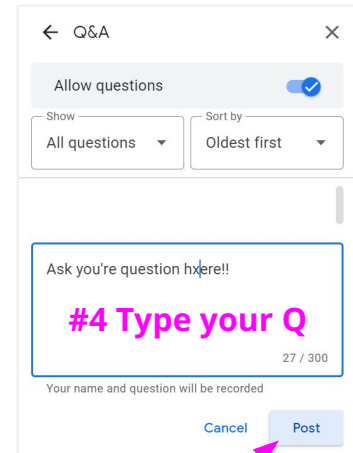 Q&A
Allow questions
Show
Sort by
All questions
Oldest first
Ask you're question hxere!!
#4 Type your Q
27 / 300
Your name and question will be recorded
Cancel
Post